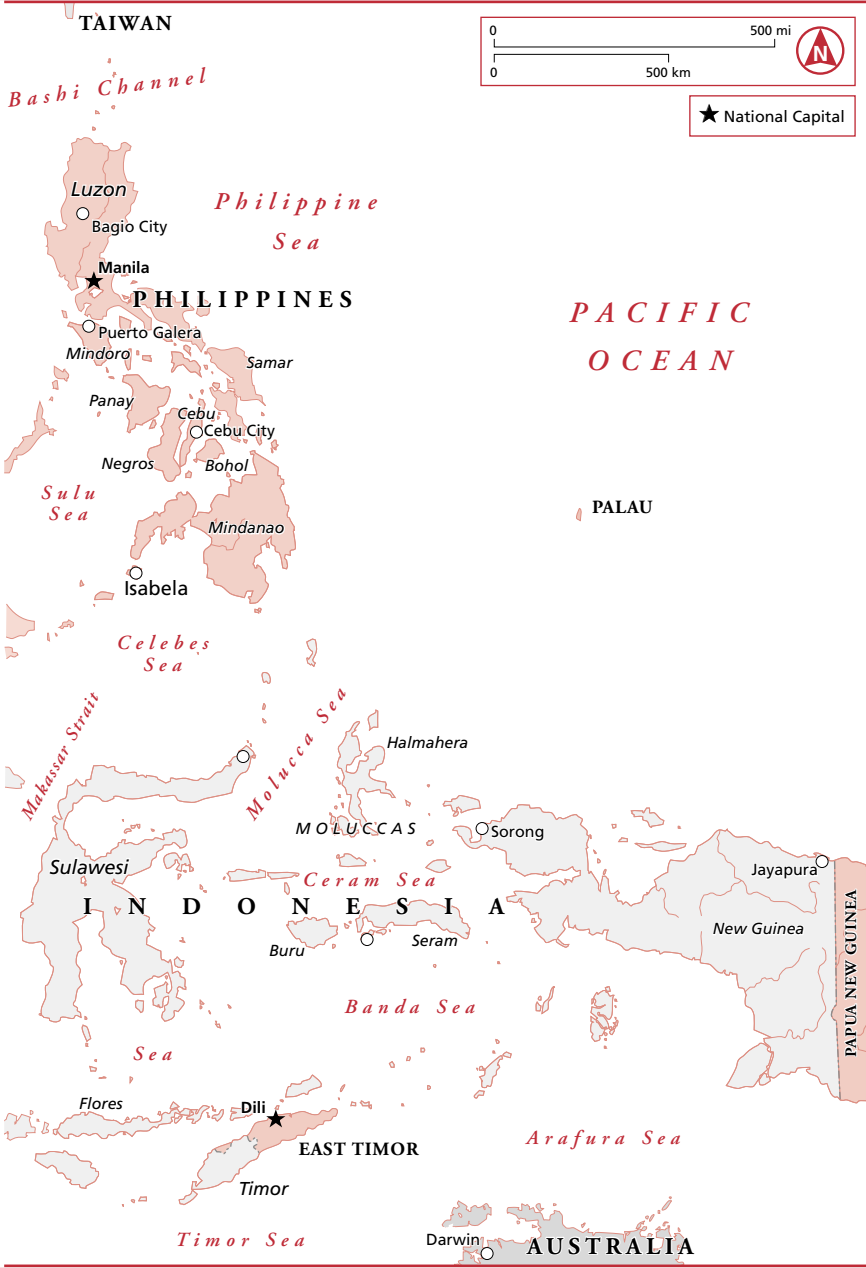 TAIWAN
0
500 mi
0
500 km
N
Bashi Channel
★ National Capital
Luzon
Bagio City
Philippine
Sea
Manila
PHILIPPINES
PACIFIC
OCEAN
Puerto Galera
Mindoro
Samar
Panay
Cebu
Cebu City
Negros
Bohol
Sulu
Sea
PALAU
Mindanao
Isabela
Celebes
Sea
Makassar Strait
Molucca Sea
Halmahera
MOLUCCAS
Sorong
Sulawesi
Jayapura
Ceram Sea
INDONESIA
New Guinea
PAPUA NEW GUINEA
Buru
Seram
Banda Sea
Sea
Flores
Dili
EAST TIMOR
Arafura Sea
Timor
Timor Sea
Darwin
AUSTRALIA